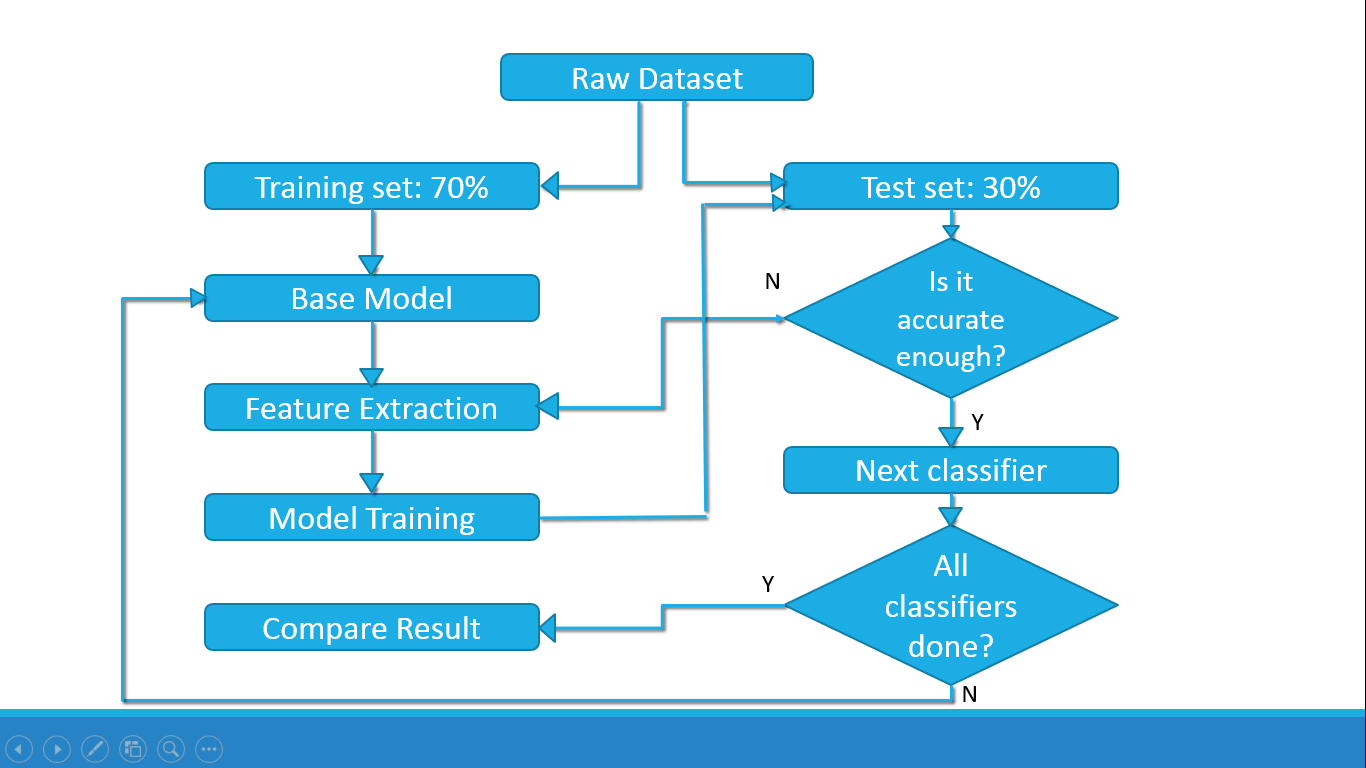 Raw Dataset
Training set: 70%
Test set: 30%
Base Model
N
Is it
accurate
enough?
Feature Extraction
Y
Next classifier
Model Training
Y
All
classifiers
done?
Compare Result
N